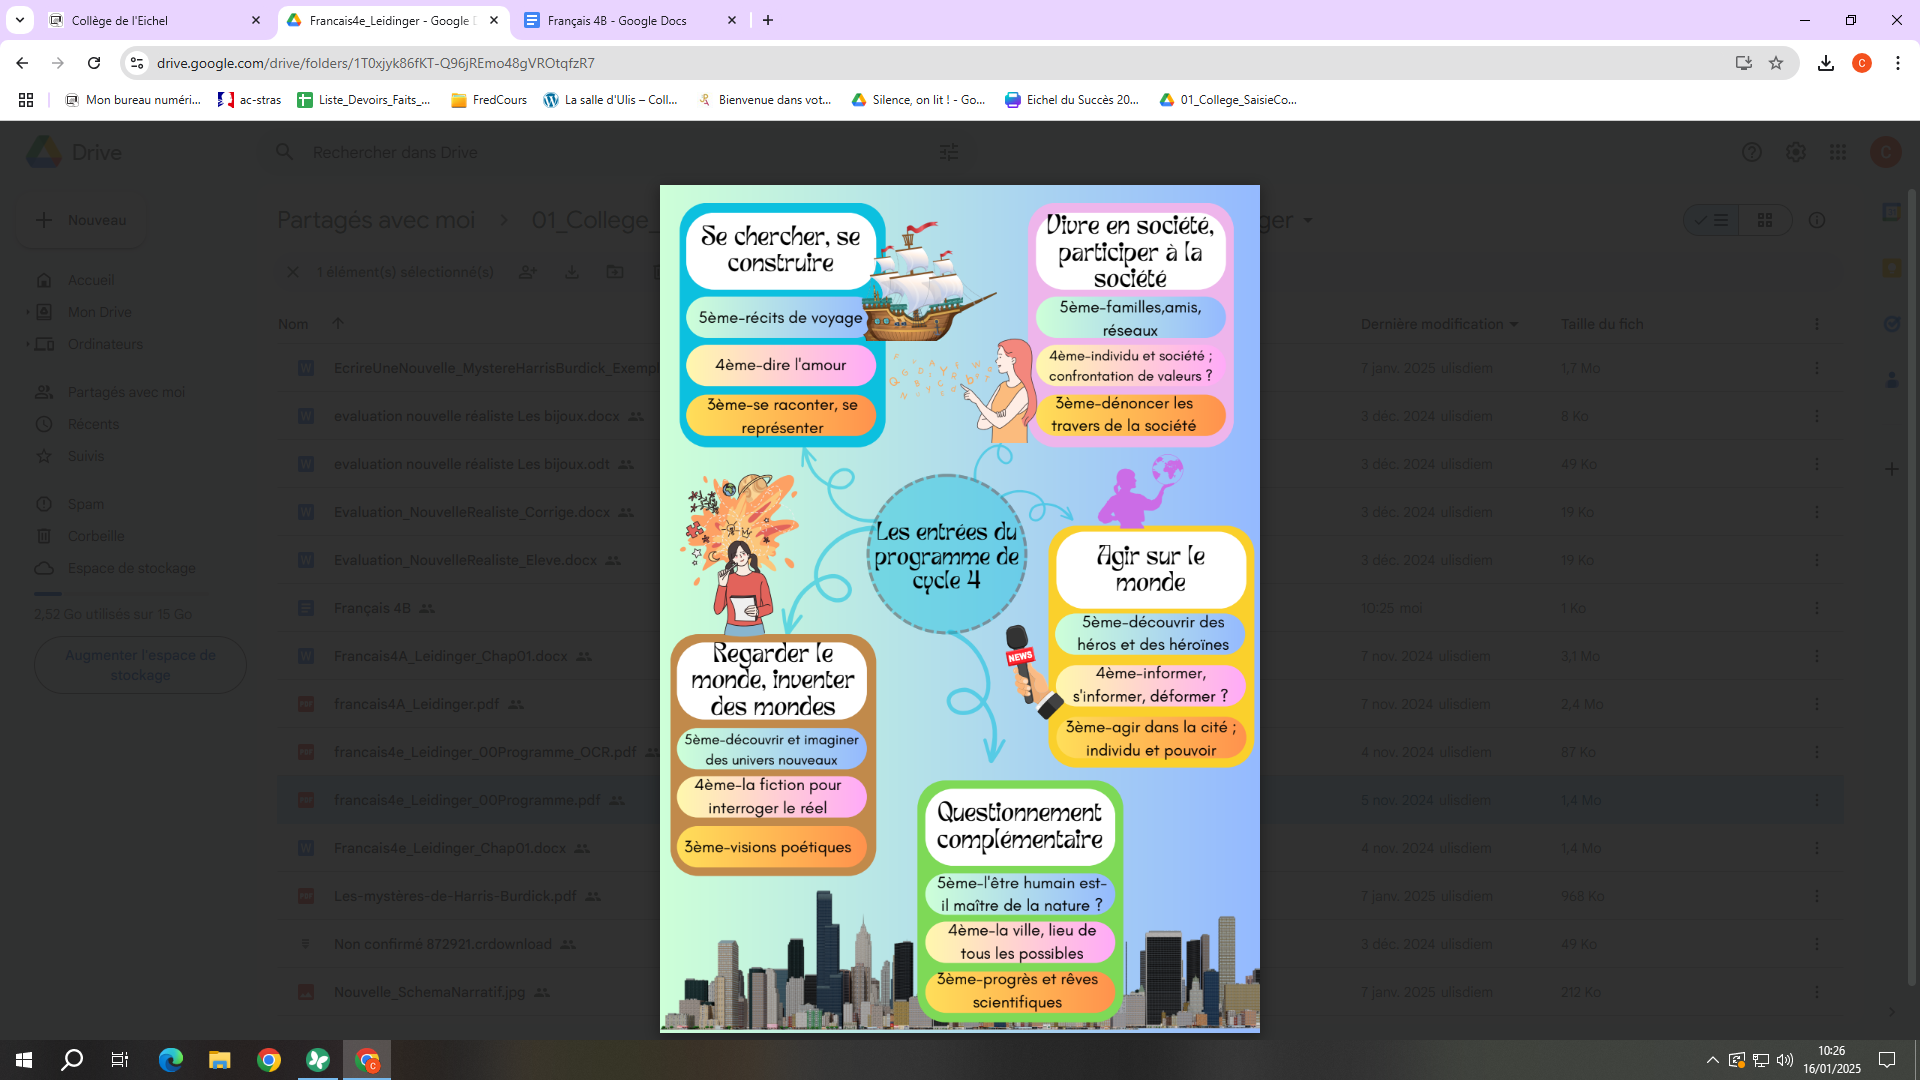 Collège de l'Eichel
Francais4e_Leidinger - Google D
Français 4B - Google Docs
drive.google.com/drive/folders/1T0xjyk86fKT-Q96jREmo48gVROtqfzR7
C
Mon bureau numéri...
ac-stras
Liste_Devoirs_Faits_...
FredCours
La salle d'Ulis – Coll...
Bienvenue dans vot...
Silence, on lit ! - Go...
Eichel du Succès 20...
01_College_SaisieCo...
Drive
Rechercher dans Drive
C
Nouveau
Partagés avec moi
01_College_
1 élément(s) sélectionné(s)
Accueil
Mon Drive
Ordinateurs
Partagés avec moi
Récents
Suivis
Spam
Corbeille
Espace de stockage
2,52 Go utilisés sur 15 Go
Augmenter l'espace de
stockage
Nom
Dernière modification
Taille du fich
EcrireUneNouvelle_MystereHarrisBurdick_Exempl
7 janv. 2025 ulisdiem
1,7 Mo
evaluation nouvelle réaliste Les bijoux.docx
3 déc. 2024 ulisdiem
8 Ko
evaluation nouvelle réaliste Les bijoux.odt
3 déc. 2024 ulisdiem
49 Ko
Evaluation_NouvelleRealiste_Corrige.docx
3 déc. 2024 ulisdiem
19 Ko
Evaluation_NouvelleRealiste_Eleve.docx
3 déc. 2024 ulisdiem
19 Ko
Français 4B
10:25 moi
1 Ko
Francais4A_Leidinger_Chap01.docx
7 nov. 2024 ulisdiem
3,1 Mo
francais4A_Leidinger.pdf
7 nov. 2024 ulisdiem
2,4 Mo
francais4e_Leidinger_00Programme_OCR.pdf
4 nov. 2024 ulisdiem
87 Ko
francais4e_Leidinger_00Programme.pdf
5 nov. 2024 ulisdiem
1,4 Mo
Francais4e_Leidinger_Chap01.docx
4 nov. 2024 ulisdiem
1,4 Mo
Les-mystères-de-Harris-Burdick.pdf
7 janv. 2025 ulisdiem
968 Ko
Non confirmé 872921.crdownload
3 déc. 2024 ulisdiem
49 Ko
Nouvelle_SchemaNarratif.jpg
7 janv. 2025 ulisdiem
212 Ko
Se chercher, se
construire
5ème-récits de voyage
4ème-dire l'amour
3ème-se raconter, se
représenter
Vivre en société,
participer à la
société
5ème-familles,amis,
réseaux
4ème-individu et société ;
confrontation de valeurs ?
3ème-dénoncer les
travers de la société
Les entrées du
programme de
cycle 4
Agir sur le
monde
5ème-découvrir des
héros et des héroïnes
4ème-informer,
s'informer, déformer ?
3ème-agir dans la cité ;
individu et pouvoir
NEWS
Regarder le
monde, inventer
des mondes
5ème-découvrir et imaginer
des univers nouveaux
4ème-la fiction pour
interroger le réel
3ème-visions poétiques
Questionnement
complémentaire
5ème-l'être humain est-
il maître de la nature ?
4ème-la ville, lieu de
tous les possibles
3ème-progrès et rêves
scientifiques
10:26
16/01/2025